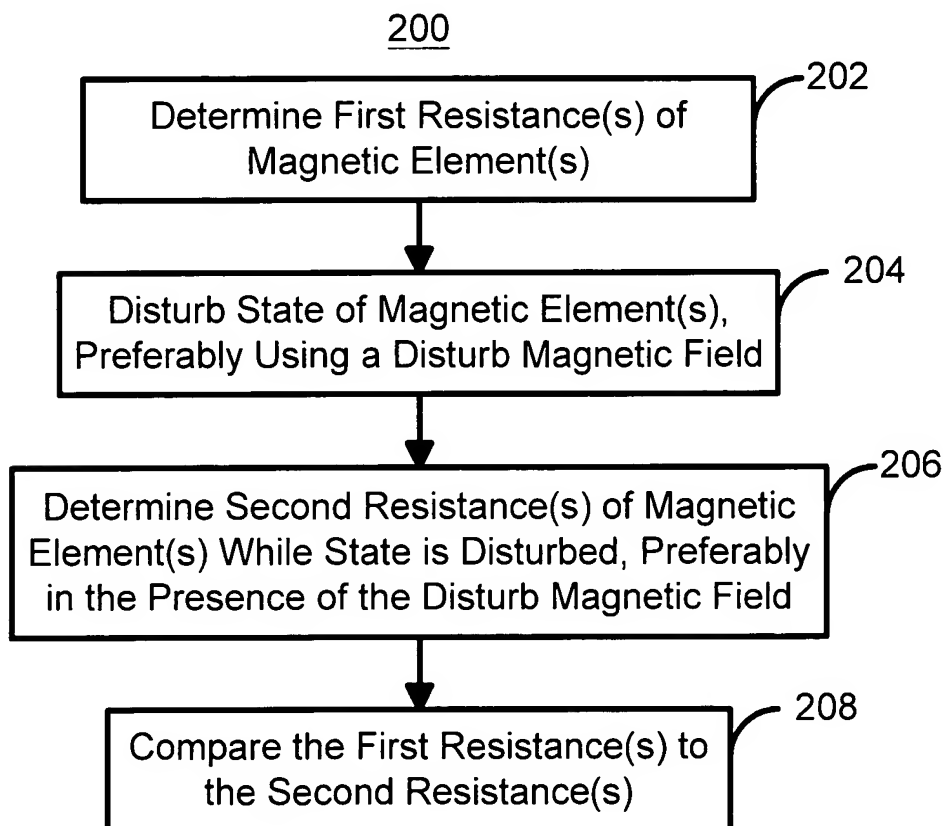 200
202
Determine First Resistance(s) of
Magnetic Element(s)
204
Disturb State of Magnetic Element(s),
Preferably Using a Disturb Magnetic Field
206
Determine Second Resistance(s) of Magnetic
Element(s) While State is Disturbed, Preferably
in the Presence of the Disturb Magnetic Field
208
Compare the First Resistance(s) to
the Second Resistance(s)